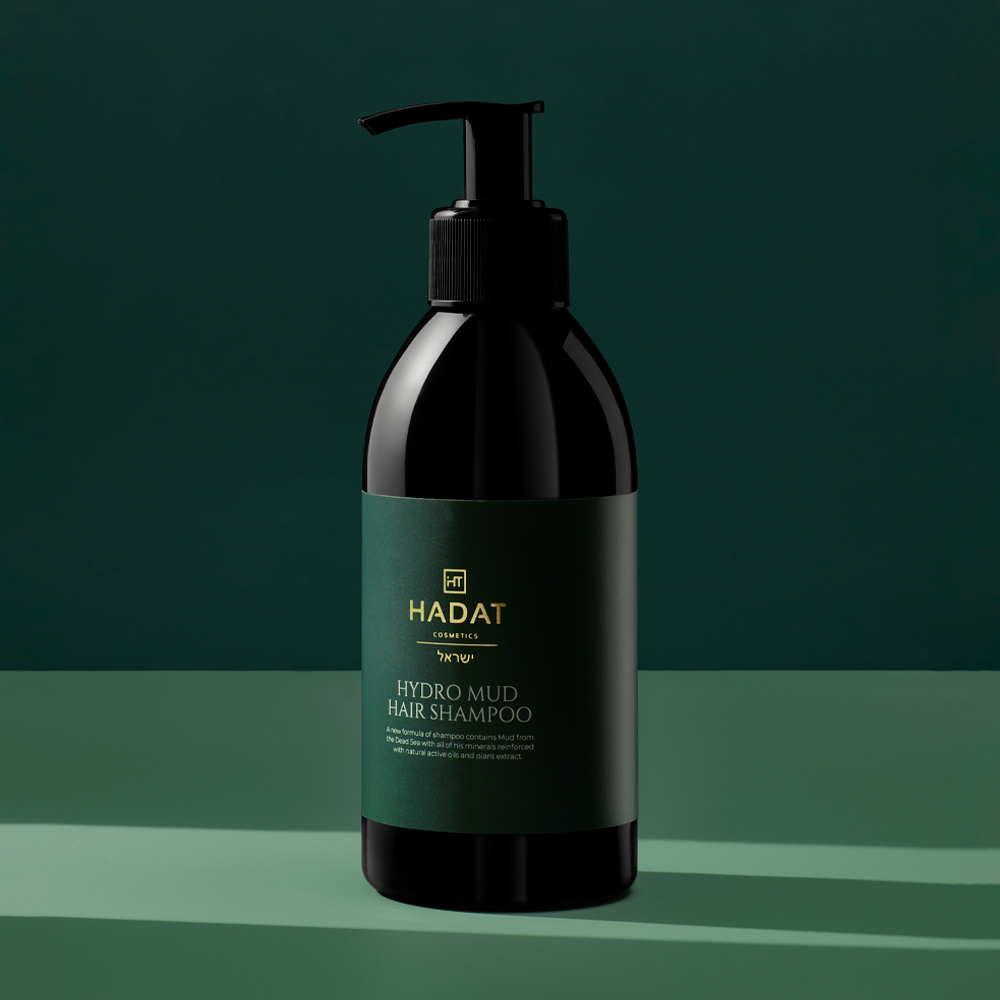 HT
HADAT
COSMETICS
ישראל
HYDRO MUD
HAIR SHAMPOO
A new formula of shampoo contains Mud from
the Dead Sea with all of his minerals reinforced
with natural active oils and plant extract.